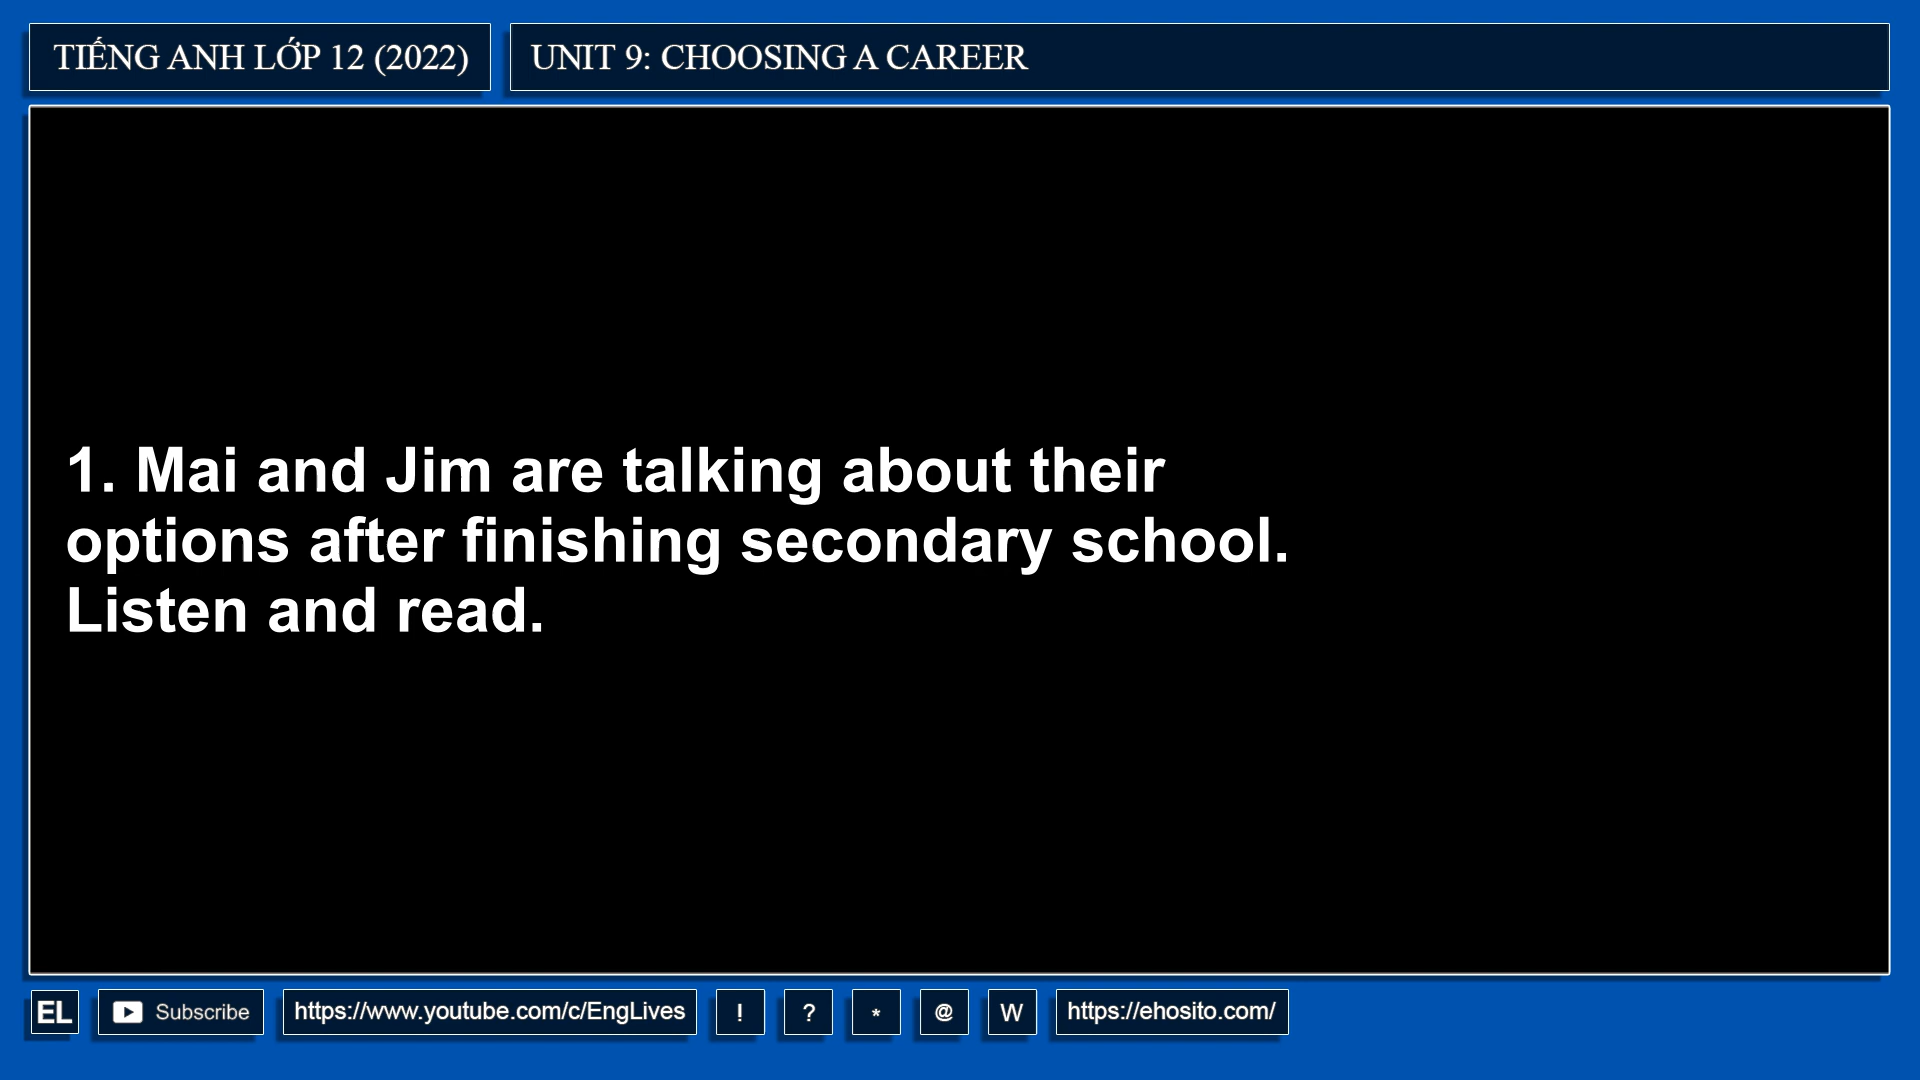 TIẾNG ANH LỚP 12 (2022)
UNIT 9: CHOOSING A CAREER
1. Mai and Jim are talking about their
options after finishing secondary school.
Listen and read.
EL
Subscribe
https://www.youtube.com/c/EngLives
!
?
*
@
W
https://ehosito.com/